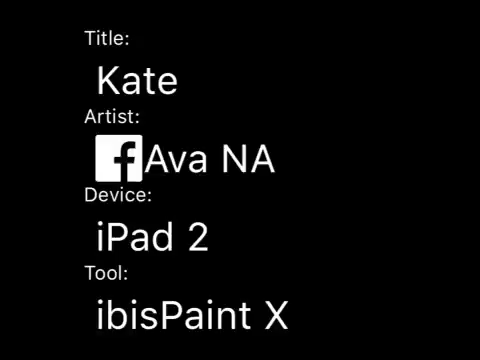 Title:
Kate
Artist:
Ava NA
Device:
iPad 2
Tool:
ibisPaint X